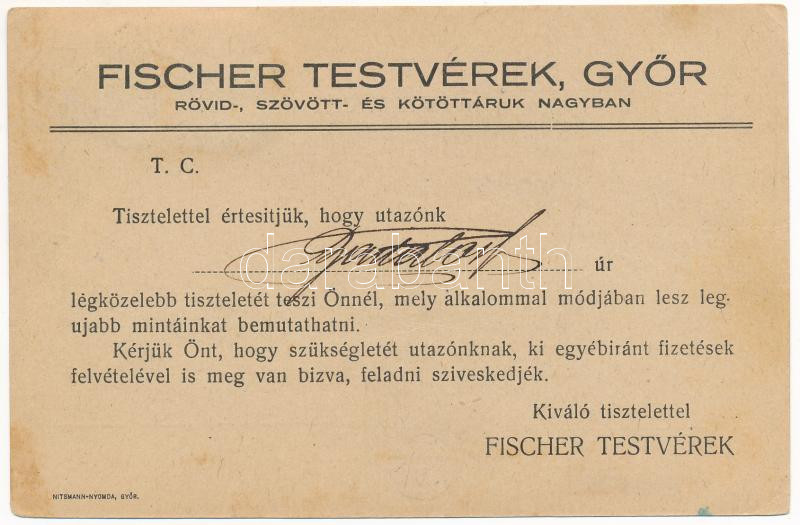 FISCHER TESTVÉREK, GYŐR
RÖVID-, SZÖVÖTT- ÉS KÖTÖTTÁRUK NAGYBAN
T. C.
Tisztelettel értesitjük, hogy utazónk
úr
légközelebb tiszteletét teszi Önnél, mely alkalommal módjában lesz leg-
ujabb mintáinkat bemutathatni.
Kérjük Önt, hogy szükségletét utazónknak, ki egyébiránt fizetések
felvételével is meg van bizva, feladni sziveskedjék.
Kiváló tisztelettel
FISCHER TESTVÉREK
NITSMANN-NYOMDA, GYŐR.
darabanth